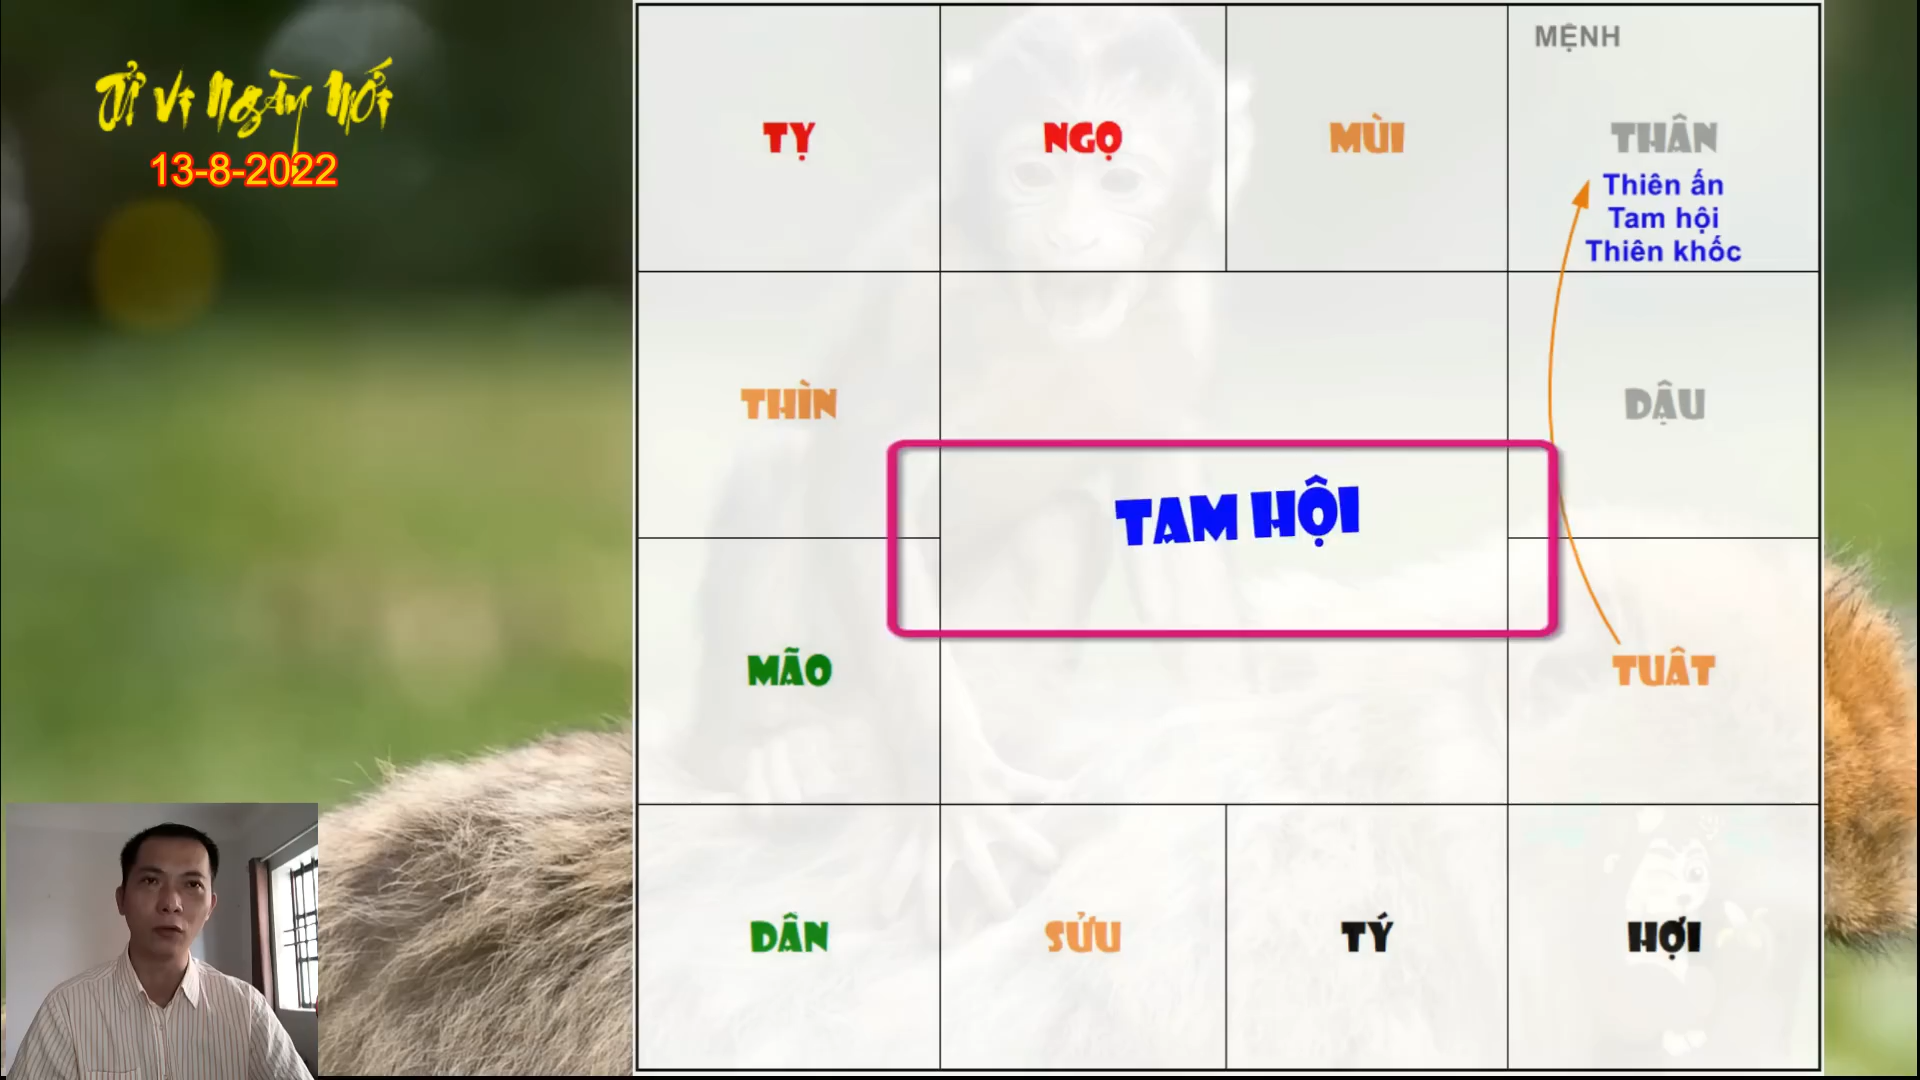 Tử Vi Ngày Mới
13-8-2022
MỆNH
TỴ
NGỌ
MÙI
THÂN
Thiên ấn
Tam hội
Thiên khốc
THÌN
DẬU
TAM HỘI
MÃO
TUẤT
DẦN
SỬU
TÝ
HỢI